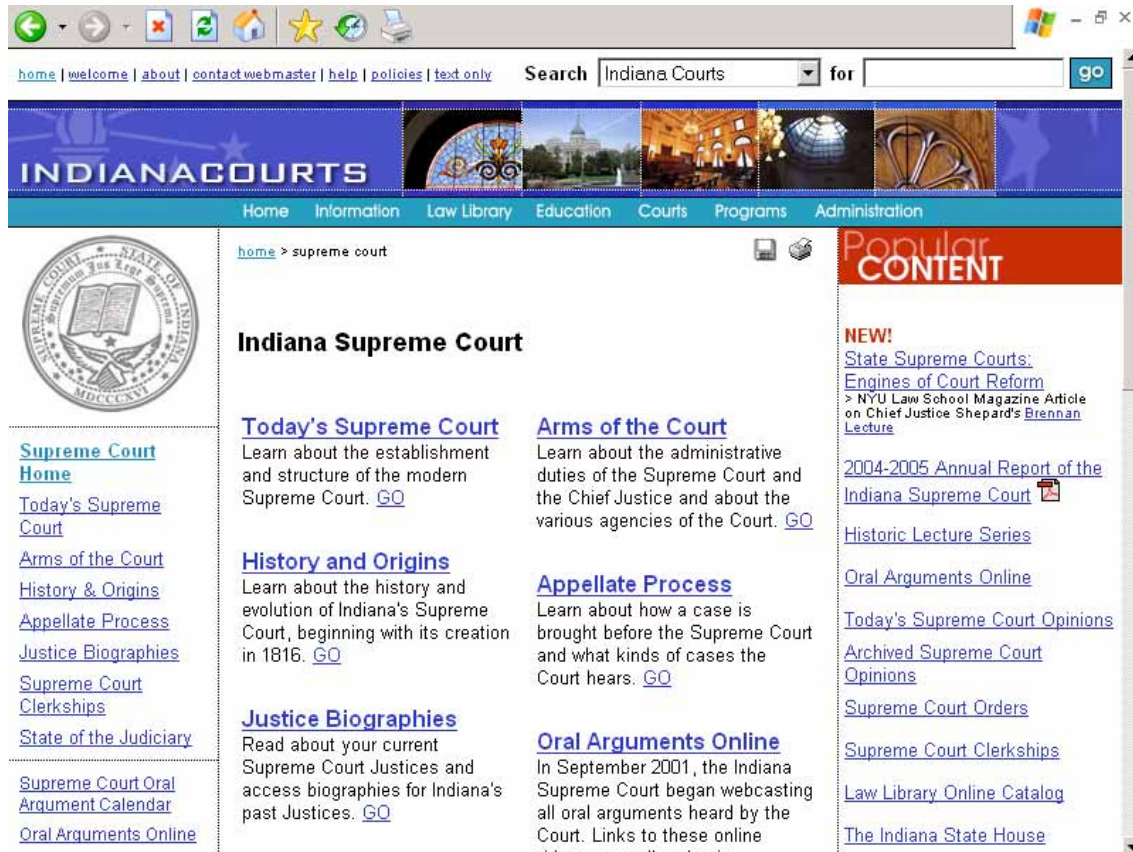 home | welcome | about | contact webmaster | help | policies | text only
Search Indiana Courts for go
INDIANACOURTS
Home Information Law Library Education Courts Programs Administration
SUPREME COURT STATE OF INDIANA
Jus Lege Suprema
MDCCCXVI
Supreme Court
Home
Today's Supreme
Court
Arms of the Court
History & Origins
Appellate Process
Justice Biographies
Supreme Court
Clerkships
State of the Judiciary
Supreme Court Oral
Argument Calendar
Oral Arguments Online
home > supreme court
Indiana Supreme Court
Today's Supreme Court
Learn about the establishment
and structure of the modern
Supreme Court. GO
History and Origins
Learn about the history and
evolution of Indiana's Supreme
Court, beginning with its creation
in 1816. GO
Justice Biographies
Read about your current
Supreme Court Justices and
access biographies for Indiana's
past Justices. GO
Arms of the Court
Learn about the administrative
duties of the Supreme Court and
the Chief Justice and about the
various agencies of the Court. GO
Appellate Process
Learn about how a case is
brought before the Supreme Court
and what kinds of cases the
Court hears. GO
Oral Arguments Online
In September 2001, the Indiana
Supreme Court began webcasting
all oral arguments heard by the
Court. Links to these online
Popular
CONTENT
NEW!
State Supreme Courts:
Engines of Court Reform
> NYU Law School Magazine Article
on Chief Justice Shepard's Brennan
Lecture
2004-2005 Annual Report of the
Indiana Supreme Court
Historic Lecture Series
Oral Arguments Online
Today's Supreme Court Opinions
Archived Supreme Court
Opinions
Supreme Court Orders
Supreme Court Clerkships
Law Library Online Catalog
The Indiana State House